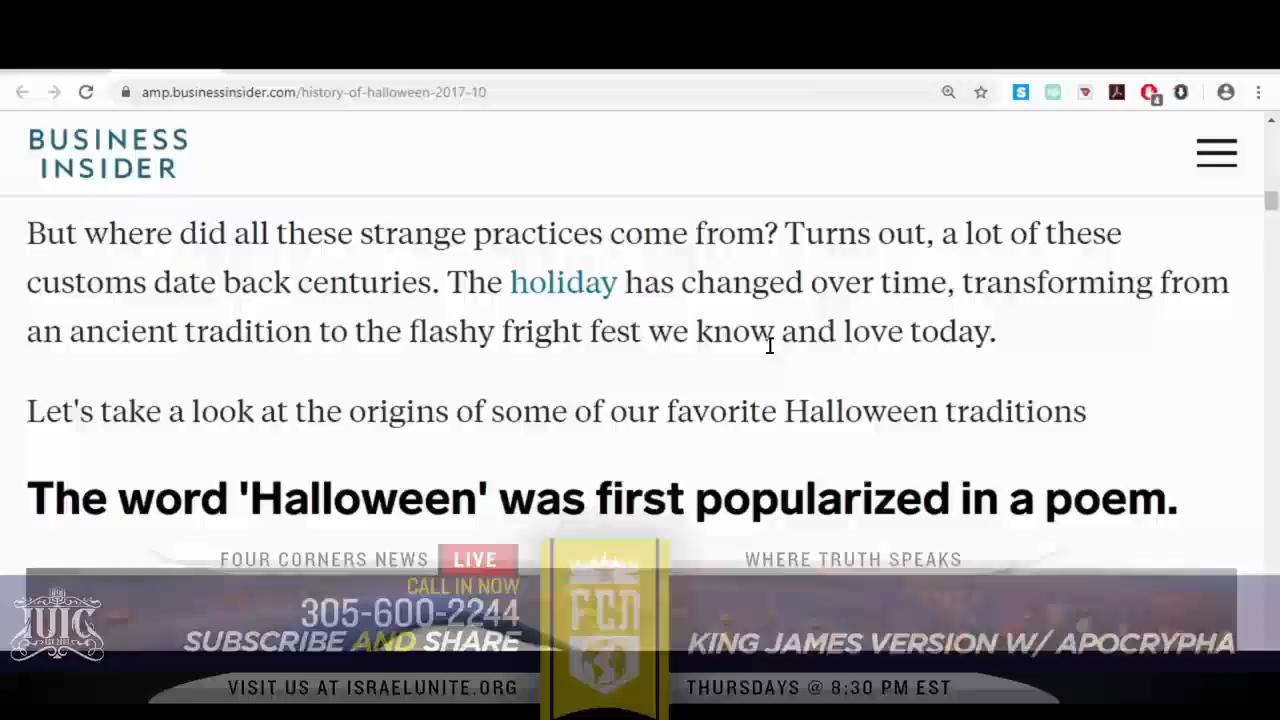 amp.businessinsider.com/history-of-halloween-2017-10
S
4
BUSINESS
INSIDER
But where did all these strange practices come from? Turns out, a lot of these
customs date back centuries. The holiday has changed over time, transforming from
an ancient tradition to the flashy fright fest we know and love today.
Let's take a look at the origins of some of our favorite Halloween traditions
The word 'Halloween' was first popularized in a poem.
FOUR CORNERS NEWS LIVE
WHERE TRUTH SPEAKS
CALL IN NOW
305-600-2244
SUBSCRIBE AND SHARE
IUIC
FCN
KING JAMES VERSION W/ APOCRYPHA
VISIT US AT ISRAELUNITE.ORG
THURSDAYS @ 8:30 PM EST